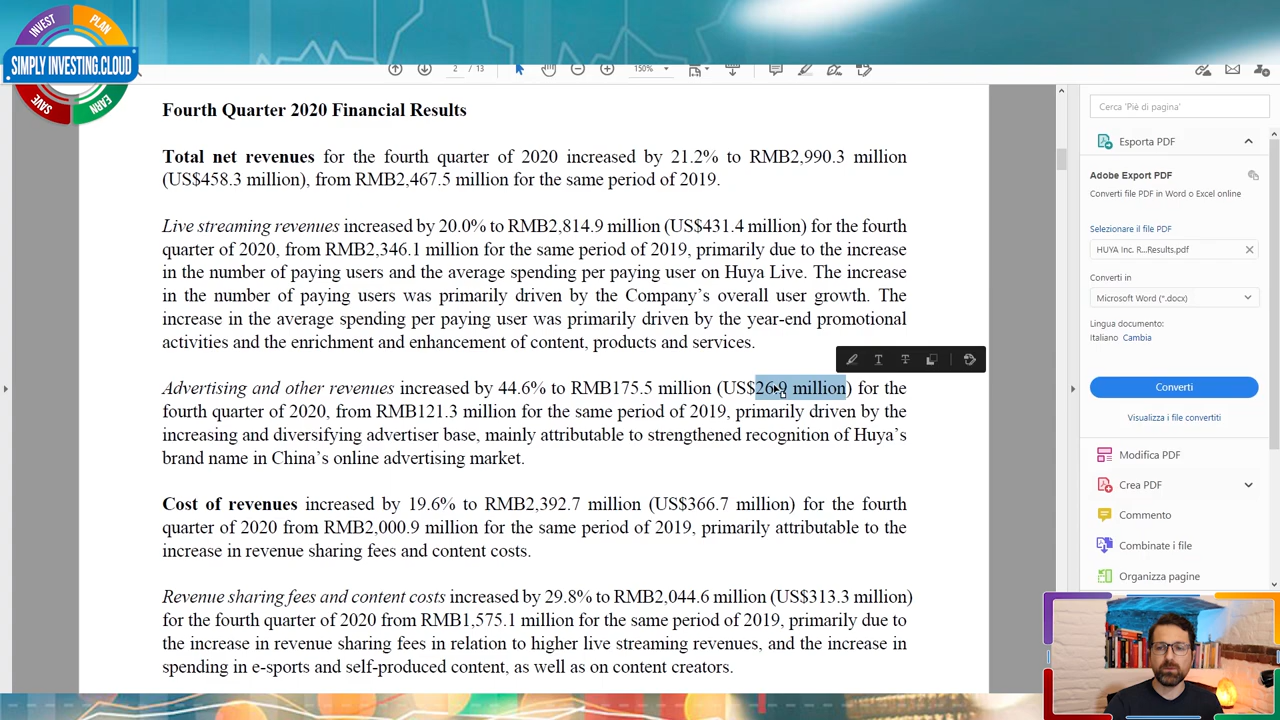 INVEST
PLAN
SIMPLY INVESTING.CLOUD
SAVE
EARN
2 / 13
150%
Fourth Quarter 2020 Financial Results
Total net revenues for the fourth quarter of 2020 increased by 21.2% to RMB2,990.3 million
(US$458.3 million), from RMB2,467.5 million for the same period of 2019.
Live streaming revenues increased by 20.0% to RMB2,814.9 million (US$431.4 million) for the fourth
quarter of 2020, from RMB2,346.1 million for the same period of 2019, primarily due to the increase
in the number of paying users and the average spending per paying user on Huya Live. The increase
in the number of paying users was primarily driven by the Company’s overall user growth. The
increase in the average spending per paying user was primarily driven by the year-end promotional
activities and the enrichment and enhancement of content, products and services.
Advertising and other revenues increased by 44.6% to RMB175.5 million (US$26.9 million) for the
fourth quarter of 2020, from RMB121.3 million for the same period of 2019, primarily driven by the
increasing and diversifying advertiser base, mainly attributable to strengthened recognition of Huya’s
brand name in China’s online advertising market.
Cost of revenues increased by 19.6% to RMB2,392.7 million (US$366.7 million) for the fourth
quarter of 2020 from RMB2,000.9 million for the same period of 2019, primarily attributable to the
increase in revenue sharing fees and content costs.
Revenue sharing fees and content costs increased by 29.8% to RMB2,044.6 million (US$313.3 million)
for the fourth quarter of 2020 from RMB1,575.1 million for the same period of 2019, primarily due to
the increase in revenue sharing fees in relation to higher live streaming revenues, and the increase in
spending in e-sports and self-produced content, as well as on content creators.
Cerca 'Piè di pagina'
Esporta PDF
Adobe Export PDF
Converti file PDF in Word o Excel online
Selezionare il file PDF
HUYA Inc. R...Results.pdf
Converti in
Microsoft Word (*.docx)
Lingua documento:
Italiano Cambia
Converti
Visualizza i file convertiti
Modifica PDF
Crea PDF
Commento
Combinate i file
Organizza pagine